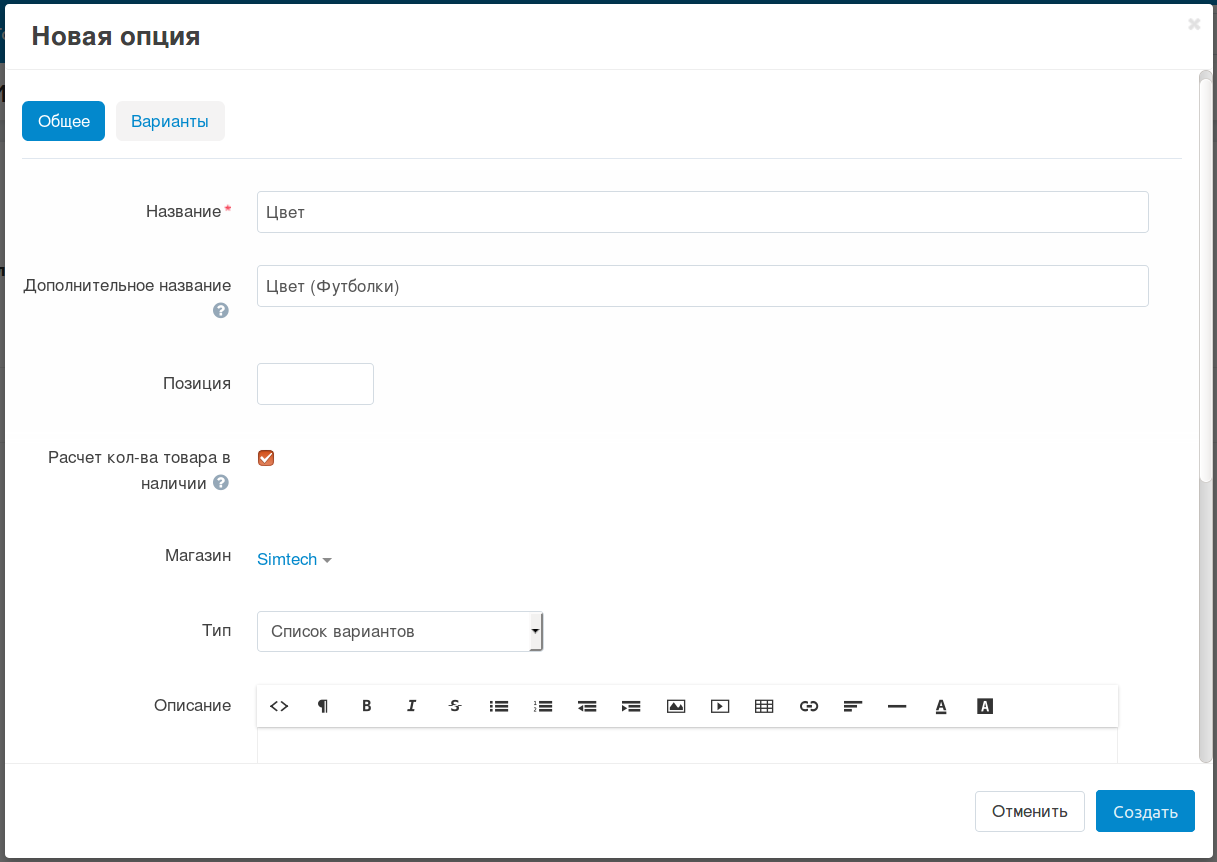 Новая опция
Общее
Варианты
Название*
Цвет
Дополнительное название
Цвет (Футболки)
Позиция
Расчет кол-ва товара в
наличии
Магазин
Simtech
Тип
Список вариантов
Описание
Отменить
Создать